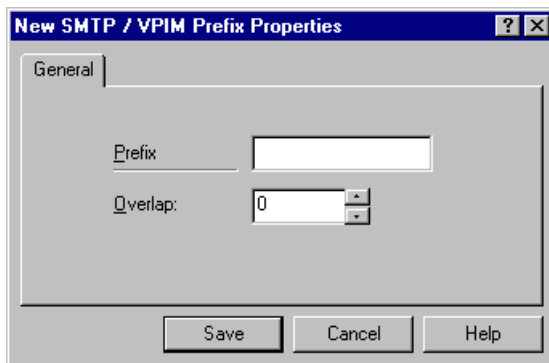 New SMTP / VPIM Prefix Properties
General
Prefix
Overlap: 0
Save Cancel Help